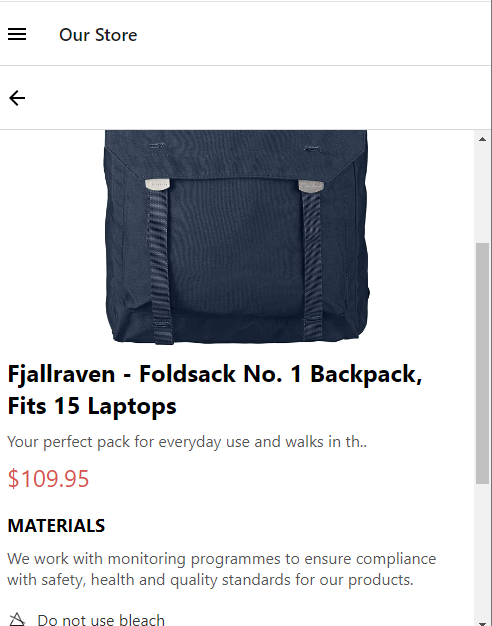 Our Store
Fjallraven - Foldsack No. 1 Backpack,
Fits 15 Laptops
Your perfect pack for everyday use and walks in th..
$109.95
MATERIALS
We work with monitoring programmes to ensure compliance
with safety, health and quality standards for our products.
Do not use bleach